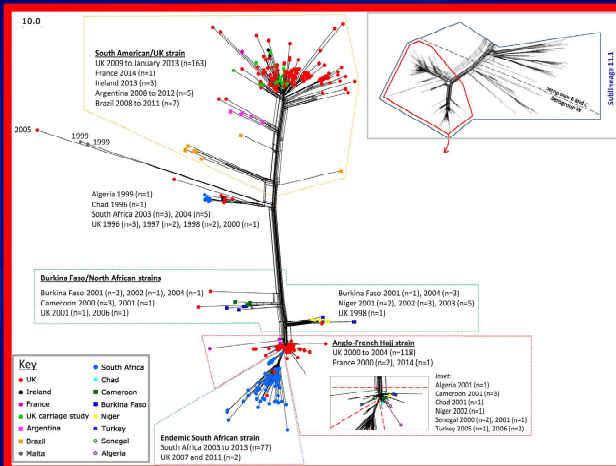 10.0
South American/UK strain
UK 2009 to January 2013 (n=163)
France 2014 (n=1)
Ireland 2013 (n=3)
Argentina 2008 to 2012 (n=5)
Brazil 2008 to 2011 (n=7)
Serogroups B and C
Serogroup W
Sublineage 11.1
2005
1999
1999
Algeria 1999 (n=1)
Chad 1996 (n=1)
South Africa 2003 (n=3), 2004 (n=5)
UK 1996 (n=3), 1997 (n=2), 1998 (n=2), 2000 (n=1)
Burkina Faso/North African strains
Burkina Faso 2001 (n=2), 2002 (n=1), 2004 (n=1)
Cameroon 2000 (n=3), 2001 (n=1)
UK 2001 (n=1), 2006 (n=1)
Burkina Faso 2001 (n=1), 2004 (n=3)
Niger 2001 (n=2), 2002 (n=3), 2003 (n=5)
UK 1998 (n=1)
Anglo-French Hajj strain
UK 2000 to 2004 (n=118)
France 2000 (n=2), 2014 (n=1)
Inset:
Algeria 2001 (n=1)
Cameroon 2001 (n=3)
Chad 2001 (n=1)
Niger 2002 (n=1)
Senegal 2000 (n=2), 2001 (n=1)
Turkey 2005 (n=1), 2006 (n=2)
Key
UK
Ireland
France
UK carriage study
Argentina
Brazil
Malta
South Africa
Chad
Cameroon
Burkina Faso
Niger
Turkey
Senegal
Algeria
Endemic South African strain
South Africa 2003 to 2013 (n=77)
UK 2007 and 2011 (n=2)